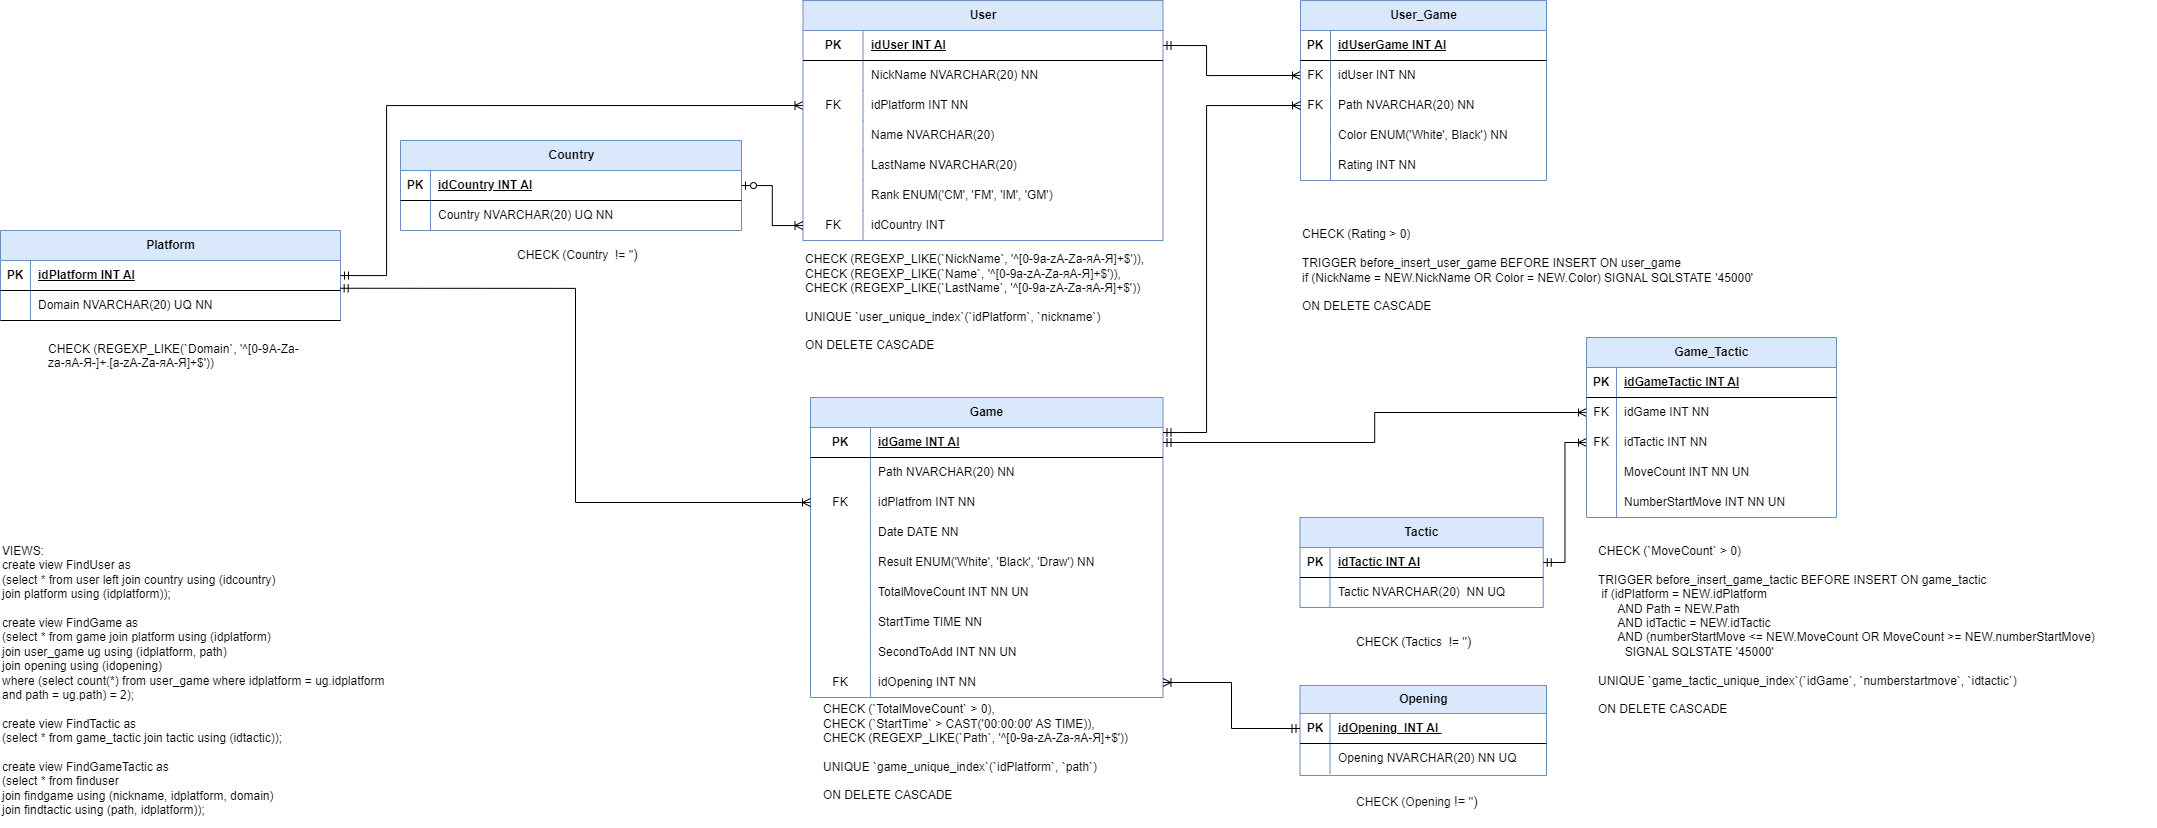 User
PK idUser INT AI
NickName NVARCHAR(20) NN
FK idPlatform INT NN
Name NVARCHAR(20)
LastName NVARCHAR(20)
Rank ENUM('CM', 'FM', 'IM', 'GM')
FK idCountry INT
CHECK (REGEXP_LIKE(`NickName`, '^[0-9a-zA-Za-яА-Я]+$')),
CHECK (REGEXP_LIKE(`Name`, '^[0-9a-zA-Za-яА-Я]+$')),
CHECK (REGEXP_LIKE(`LastName`, '^[0-9a-zA-Za-яА-Я]+$'))
UNIQUE `user_unique_index`(`idPlatform`, `nickname`)
ON DELETE CASCADE
User_Game
PK idUserGame INT AI
FK idUser INT NN
FK Path NVARCHAR(20) NN
Color ENUM('White', Black') NN
Rating INT NN
CHECK (Rating > 0)
TRIGGER before_insert_user_game BEFORE INSERT ON user_game
if (NickName = NEW.NickName OR Color = NEW.Color) SIGNAL SQLSTATE '45000'
ON DELETE CASCADE
Country
PK idCountry INT AI
Country NVARCHAR(20) UQ NN
CHECK (Country != '')
Platform
PK idPlatform INT AI
Domain NVARCHAR(20) UQ NN
CHECK (REGEXP_LIKE(`Domain`, '^[0-9A-Za-
za-яА-Я-]+.[a-zA-Za-яА-Я]+$'))
Game
PK idGame INT AI
Path NVARCHAR(20) NN
FK idPlatfrom INT NN
Date DATE NN
Result ENUM('White', 'Black', 'Draw') NN
TotalMoveCount INT NN UN
StartTime TIME NN
SecondToAdd INT NN UN
FK idOpening INT NN
CHECK (`TotalMoveCount` > 0),
CHECK (`StartTime` > CAST('00:00:00' AS TIME)),
CHECK (REGEXP_LIKE(`Path`, '^[0-9a-zA-Za-яА-Я]+$'))
UNIQUE `game_unique_index`(`idPlatform`, `path`)
ON DELETE CASCADE
Game_Tactic
PK idGameTactic INT AI
FK idGame INT NN
FK idTactic INT NN
MoveCount INT NN UN
NumberStartMove INT NN UN
CHECK (`MoveCount` > 0)
TRIGGER before_insert_game_tactic BEFORE INSERT ON game_tactic
if (idPlatform = NEW.idPlatform
AND Path = NEW.Path
AND idTactic = NEW.idTactic
AND (numberStartMove <= NEW.MoveCount OR MoveCount >= NEW.numberStartMove)
SIGNAL SQLSTATE '45000'
UNIQUE `game_tactic_unique_index`(`idGame`, `numberstartmove`, `idtactic`)
ON DELETE CASCADE
Tactic
PK idTactic INT AI
Tactic NVARCHAR(20) NN UQ
CHECK (Tactics != '')
Opening
PK idOpening INT AI
Opening NVARCHAR(20) NN UQ
CHECK (Opening != '')
VIEWS:
create view FindUser as
(select * from user left join country using (idcountry)
join platform using (idplatform));
create view FindGame as
(select * from game join platform using (idplatform)
join user_game ug using (idplatform, path)
join opening using (idopening)
where (select count(*) from user_game where idplatform = ug.idplatform
and path = ug.path) = 2);
create view FindTactic as
(select * from game_tactic join tactic using (idtactic));
create view FindGameTactic as
(select * from finduser
join findgame using (nickname, idplatform, domain)
join findtactic using (path, idplatform));